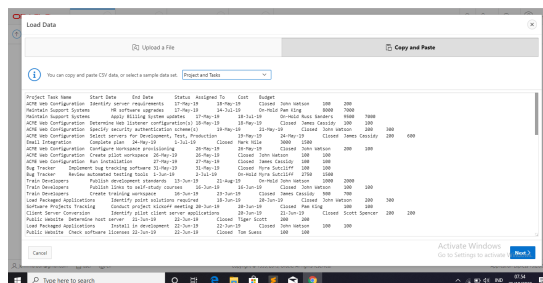 Load Data
Upload a File
Copy and Paste
You can copy and paste CSV data, or select a sample data set
Project and Tasks
Project Task Name Start Date End Date Status Assigned To Cost Budget
ACME Web Configuration Identify server requirements 17-May-19 18-May-19 Closed John Watson 100 200
Maintain Support Systems HR software upgrades 17-May-19 14-Jul-19 On-Hold Pam King 8000 7000
Maintain Support Systems Apply Billing System updates 17-May-19 18-Jul-19 On-Hold Russ Sanders 9500 7000
ACME Web Configuration Determine Web listener configuration(s) 18-May-19 18-May-19 Closed James Cassidy 100 100
ACME Web Configuration Specify security authentication scheme(s) 19-May-19 21-May-19 Closed John Watson 200 300
ACME Web Configuration Select servers for Development, Test, Production 19-May-19 24-May-19 Closed James Cassidy 200 600
Email Integration Complete plan 24-May-19 1-Jul-19 Closed Mark Nile 3000 1500
ACME Web Configuration Configure Workspace provisioning 26-May-19 26-May-19 Closed John Watson 200 100
ACME Web Configuration Create pilot workspace 26-May-19 26-May-19 Closed John Watson 100 100
ACME Web Configuration Run installation 27-May-19 27-May-19 Closed James Cassidy 100 100
Bug Tracker Implement bug tracking software 31-May-19 31-May-19 Closed Myra Sutcliff 100 100
Bug Tracker Review automated testing tools 1-Jun-19 2-Jul-19 On-Hold Myra Sutcliff 2750 1500
Train Developers Publish development standards 13-Jun-19 21-Aug-19 On-Hold John Watson 1000 2000
Train Developers Publish links to self-study courses 16-Jun-19 16-Jun-19 Closed John Watson 100 100
Train Developers Create training workspace 16-Jun-19 23-Jun-19 Closed James Cassidy 500 700
Load Packaged Applications Identify point solutions required 18-Jun-19 20-Jun-19 Closed John Watson 200 300
Software Projects Tracking Conduct project kickoff meeting 20-Jun-19 20-Jun-19 Closed Pam King 100 100
Client Server Conversion Identify pilot client server applications 20-Jun-19 21-Jun-19 Closed Scott Spencer 200 200
Public Website Determine host server 21-Jun-19 23-Jun-19 Closed Tiger Scott 200 200
Load Packaged Applications Install in development 22-Jun-19 22-Jun-19 Closed John Watson 100 100
Public Website Check software licenses 22-Jun-19 22-Jun-19 Closed Tom Suess 100 100
Activate Windows
Go to Settings to activate
Cancel
Next >
Type here to search
IND
07.54